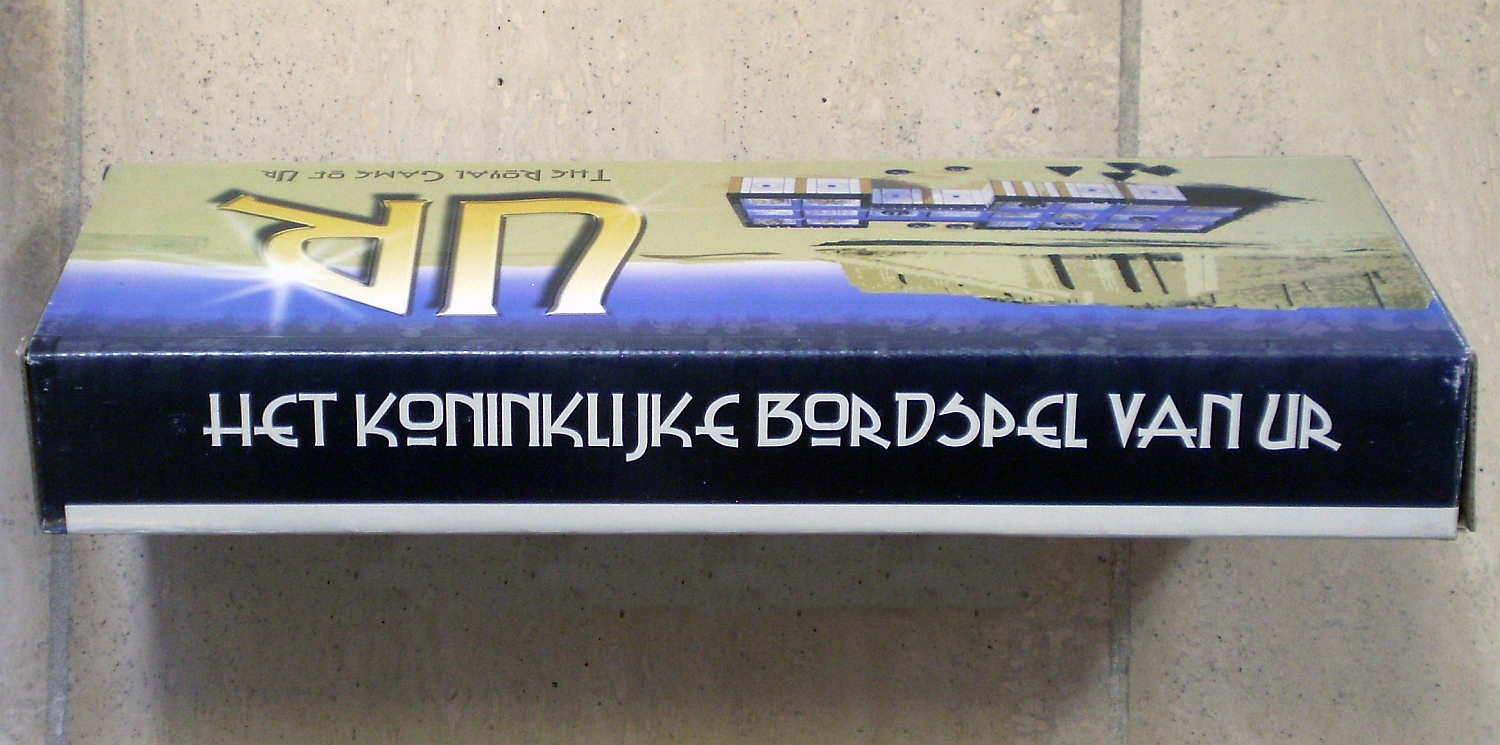 The Royal Game of Ur
UR
HET KONINKLIJKE BORDSPEL VAN UR